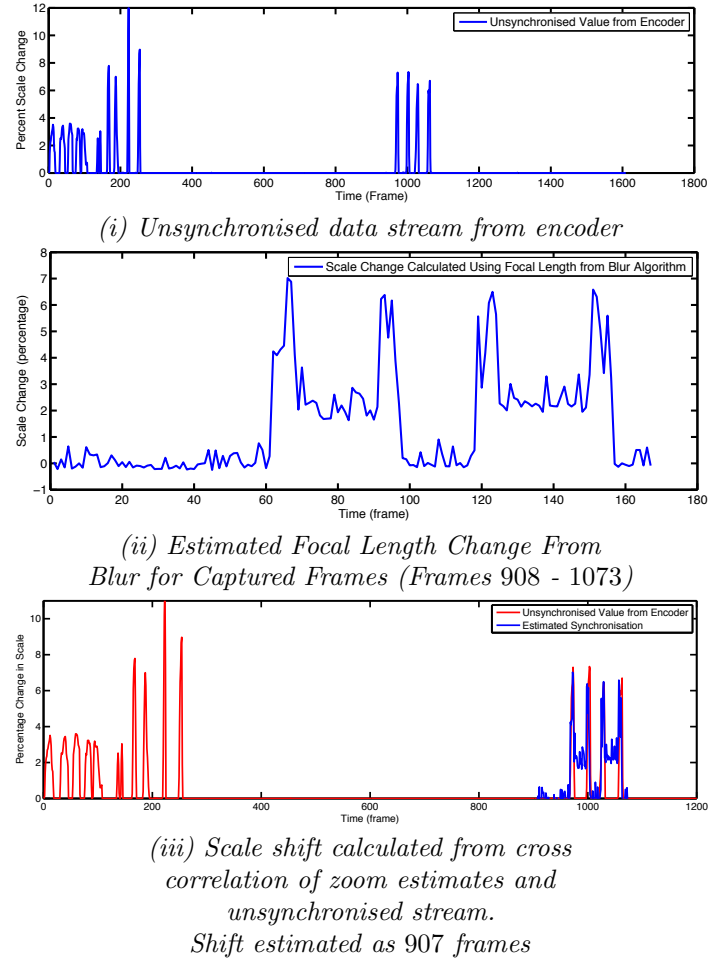 12
10
8
6
4
2
0
Percent Scale Change
Unsynchronised Value from Encoder
0 200 400 600 800 1000 1200 1400 1600 1800
Time (Frame)
(i) Unsynchronised data stream from encoder
8
7
6
5
4
3
2
1
0
−1
Scale Change (percentage)
Scale Change Calculated Using Focal Length from Blur Algorithm
0 20 40 60 80 100 120 140 160 180
Time (frame)
(ii) Estimated Focal Length Change From
Blur for Captured Frames (Frames 908 - 1073)
10
8
6
4
2
0
Percentage Change in Scale
Unsynchronised Value from Encoder
Estimated Synchronisation
0 200 400 600 800 1000 1200
Time (frame)
(iii) Scale shift calculated from cross
correlation of zoom estimates and
unsynchronised stream.
Shift estimated as 907 frames